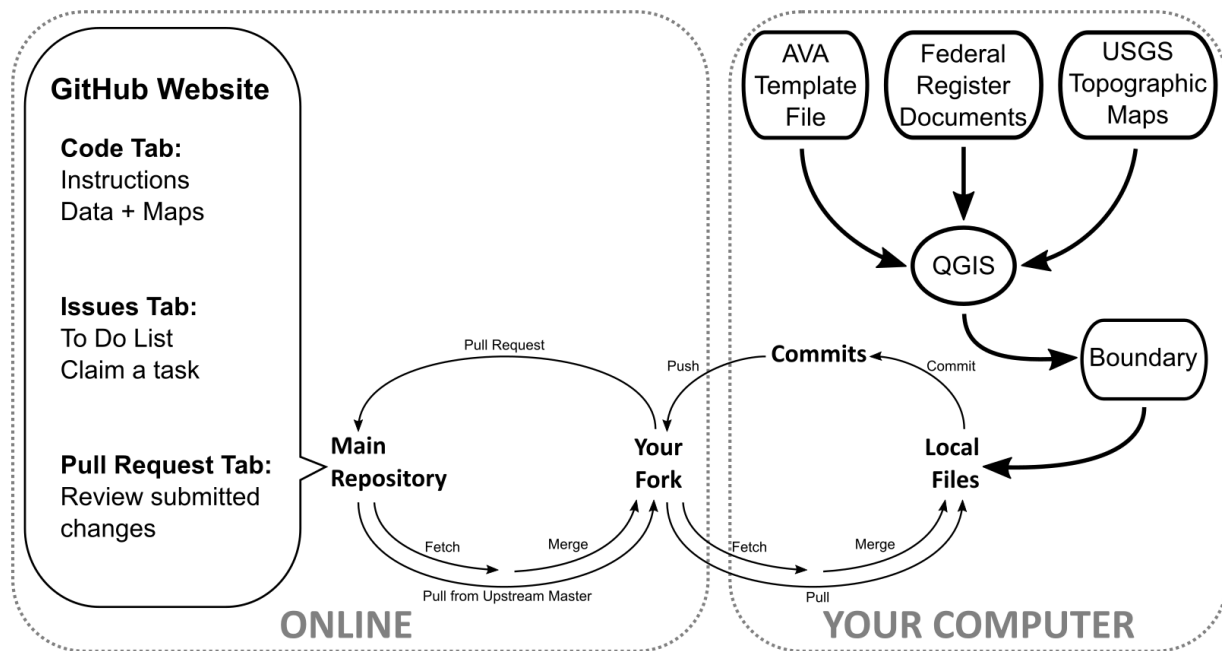 GitHub Website
Code Tab:
Instructions
Data + Maps
Issues Tab:
To Do List
Claim a task
Pull Request Tab:
Review submitted
changes
Pull Request
Main
Repository
Your
Fork
Fetch
Merge
Pull from Upstream Master
ONLINE
AVA
Template
File
Federal
Register
Documents
USGS
Topographic
Maps
QGIS
Boundary
Push
Commits
Commit
Local
Files
Fetch
Merge
Pull
YOUR COMPUTER